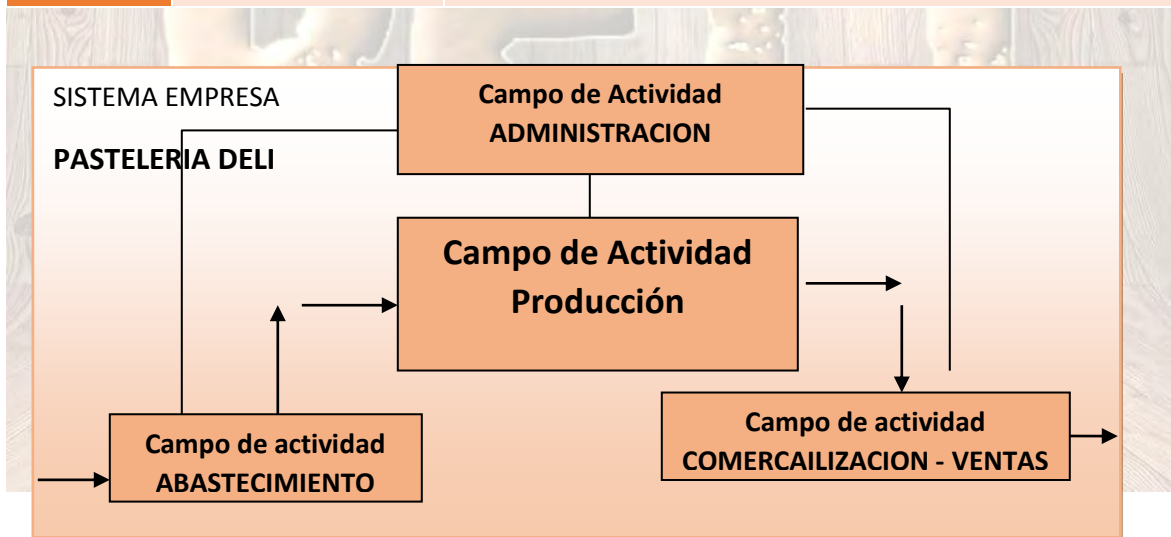 SISTEMA EMPRESA
PASTELERIA DELI
Campo de Actividad
ADMINISTRACION
Campo de Actividad
Producción
Campo de actividad
ABASTECIMIENTO
Campo de actividad
COMERCAILIZACION - VENTAS